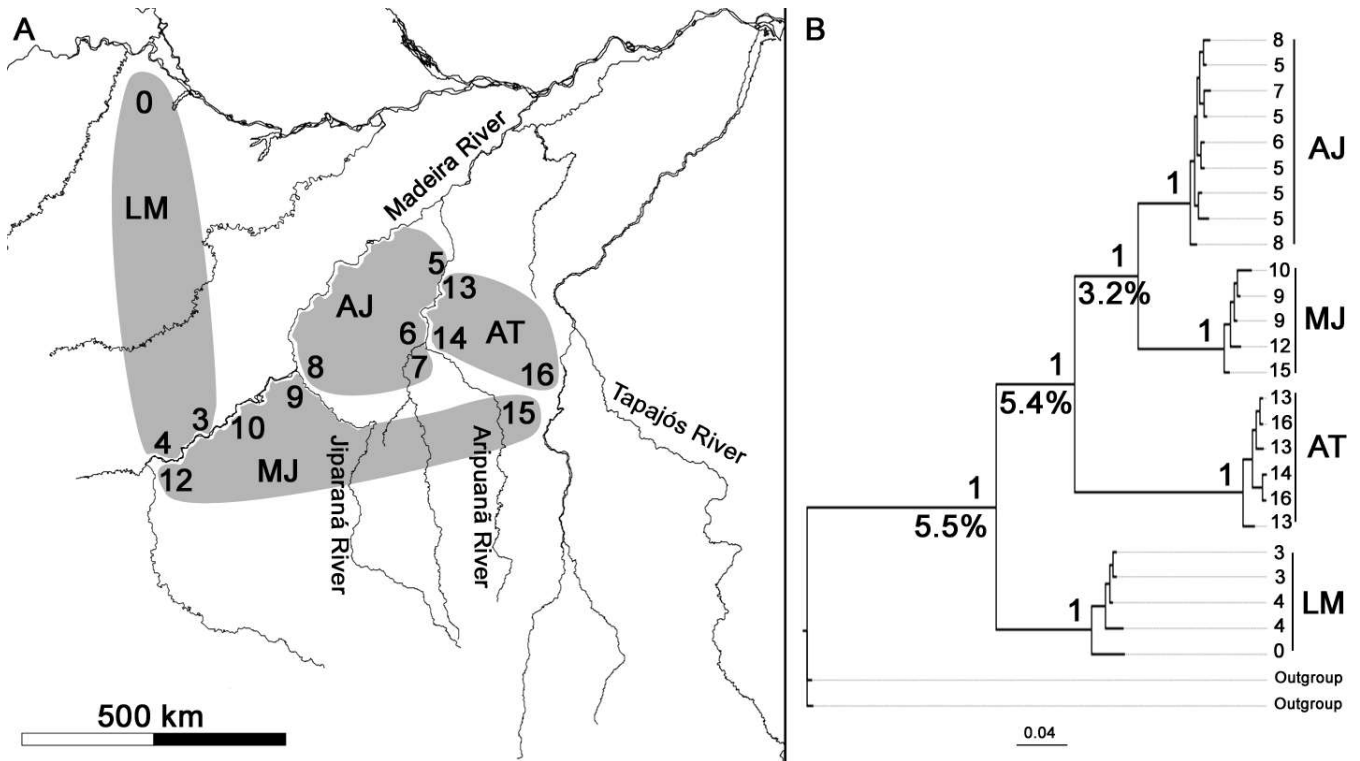 A
0
LM
Madeira River
5
13
AJ
6
14
AT
8
7
16
9
15
3
10
4
12
MJ
Jiparaná River
Aripuanã River
Tapajós River
500 km
B
8
5
7
5
6
5
5
5
8
AJ
1
1
3.2%
10
9
9
12
15
MJ
1
1
5.4%
13
16
13
14
16
13
AT
1
1
5.5%
3
3
4
4
0
LM
1
Outgroup
Outgroup
0.04